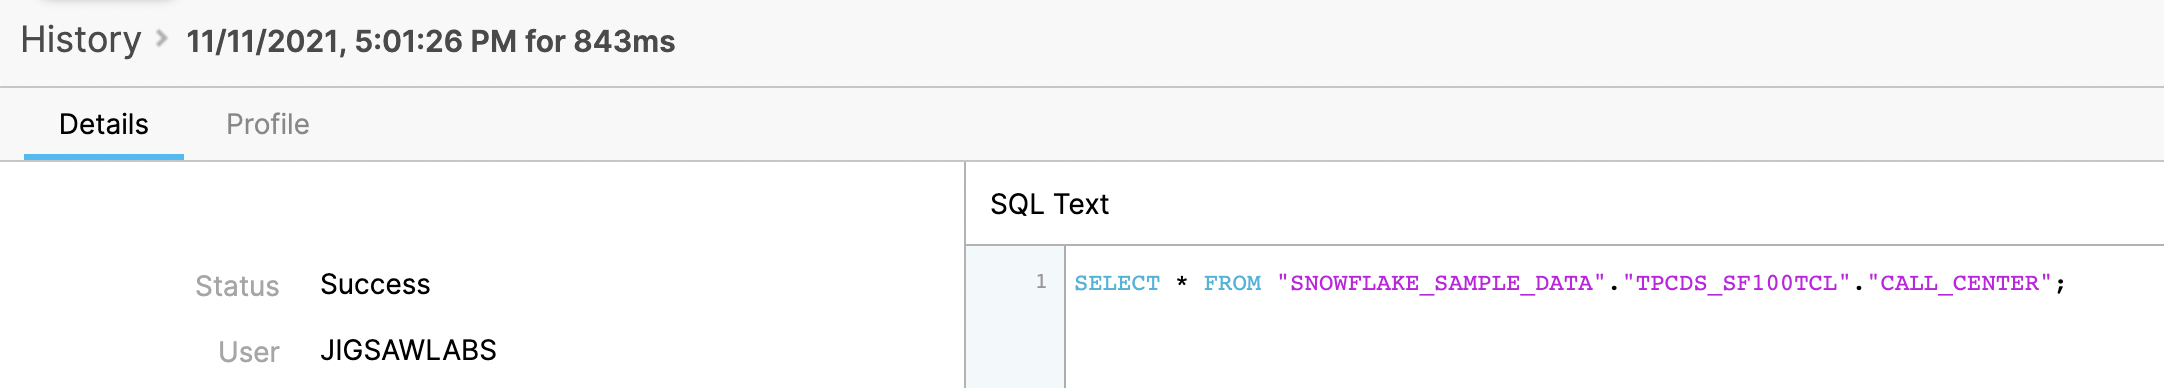 History > 11/11/2021, 5:01:26 PM for 843ms
Details Profile
Status Success
User JIGSAWLABS
SQL Text
1 SELECT * FROM "SNOWFLAKE_SAMPLE_DATA"."TPCDS_SF100TCL"."CALL_CENTER";